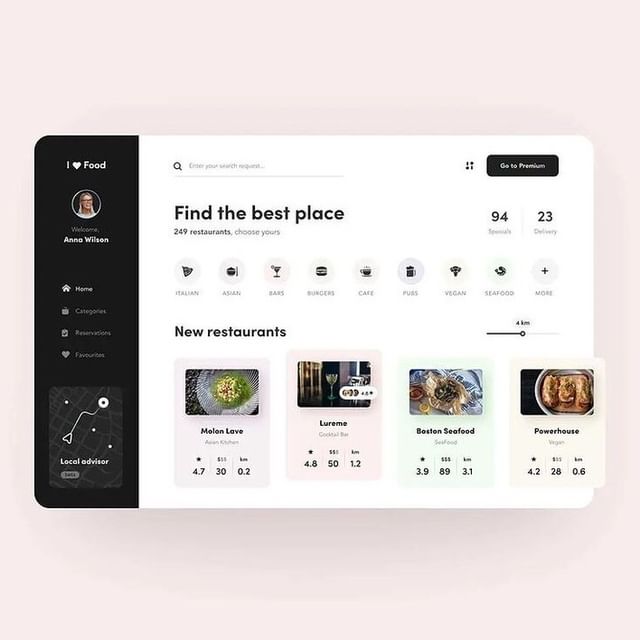 I ♥ Food
Welcome,
Anna Wilson
Home
Categories
Reservations
Favourites
Local advisor
Enter your search request...
Go to Premium
Find the best place
249 restaurants, choose yours
94
Specials
23
Delivery
ITALIAN
ASIAN
BARS
BURGERS
CAFE
PUBS
VEGAN
SEAFOOD
MORE
New restaurants
4 km
Molon Lave
Asian Kitchen
★ $$$ km
4.7 30 0.2
Lureme
Cocktail Bar
★ $$$ km
4.8 50 1.2
Boston Seafood
SeaFood
★ $$$ km
3.9 89 3.1
Powerhouse
Vegan
★ $$$ km
4.2 28 0.6